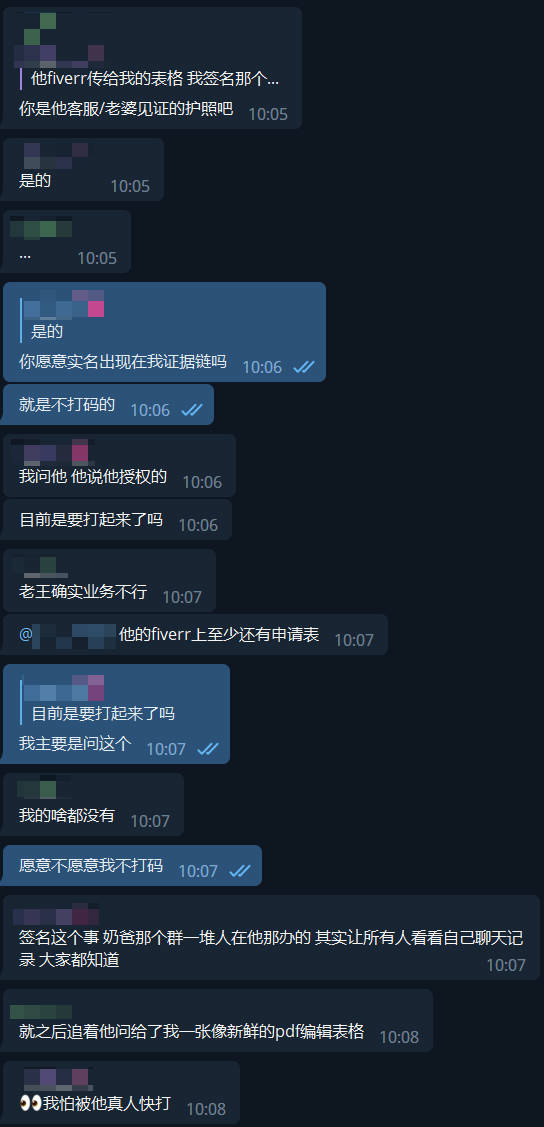 他fiverr传给我的表格 我签名那个...
你是他客服/老婆见证的护照吧 10:05
是的 10:05
... 10:05
是的
你愿意实名出现在我证据链吗 10:06
就是不打码的 10:06
我问他 他说他授权的 10:06
目前是要打起来了吗 10:06
老王确实业务不行 10:07
@ 他的fiverr上至少还有申请表 10:07
目前是要打起来了吗
我主要是问这个 10:07
我的啥都没有 10:07
愿意不愿意我不打码 10:07
签名这个事 奶爸那个群一堆人在他那办的 其实让所有人看看自己聊天记
录 大家都知道 10:07
就之后追着他问给了我一张像新鲜的pdf编辑表格 10:08
👀我怕被他真人快打 10:08